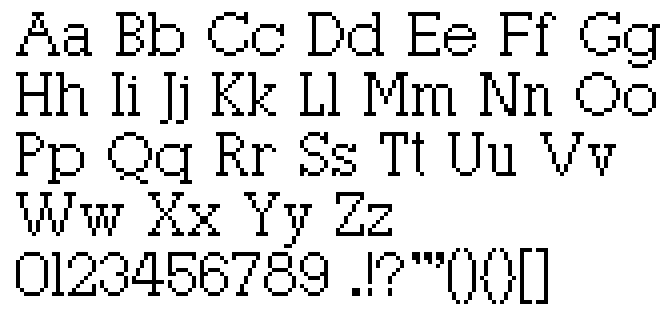 Aa Bb Cc Dd Ee Ff Gg
Hh Ii Jj Kk Ll Mm Nn Oo
Pp Qq Rr Ss Tt Uu Vv
Ww Xx Yy Zz
0123456789 .!?'"(){}[]